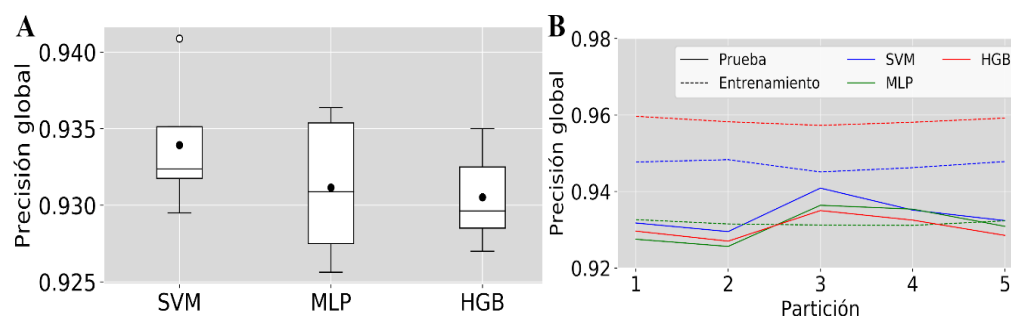 A
Precisión global
0.940
0.935
0.930
0.925
SVM MLP HGB
B
Precisión global
0.98
0.96
0.94
0.92
Prueba SVM HGB
Entrenamiento MLP
1 2 3 4 5
Partición